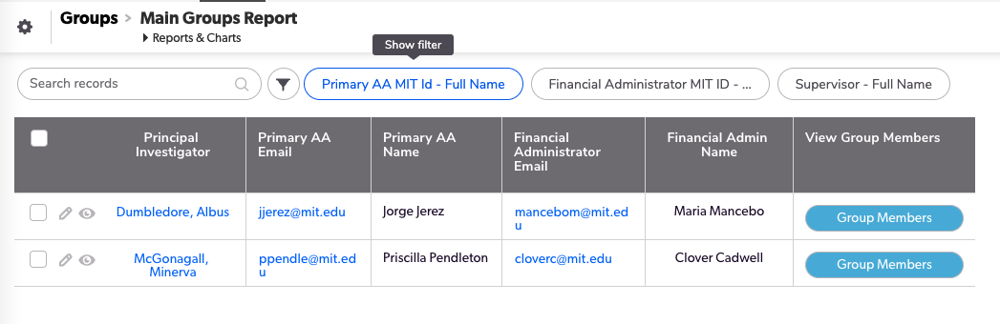 Groups > Main Groups Report
Reports & Charts
Show filter
Search records
Primary AA MIT Id - Full Name
Financial Administrator MIT ID - ...
Supervisor - Full Name
Principal
Investigator
Primary AA
Email
Primary AA
Name
Financial
Administrator
Email
Financial Admin
Name
View Group Members
Dumbledore, Albus
jjerez@mit.edu
Jorge Jerez
mancebom@mit.ed
u
Maria Mancebo
Group Members
McGonagall,
Minerva
ppendle@mit.ed
u
Priscilla Pendleton
cloverc@mit.edu
Clover Cadwell
Group Members